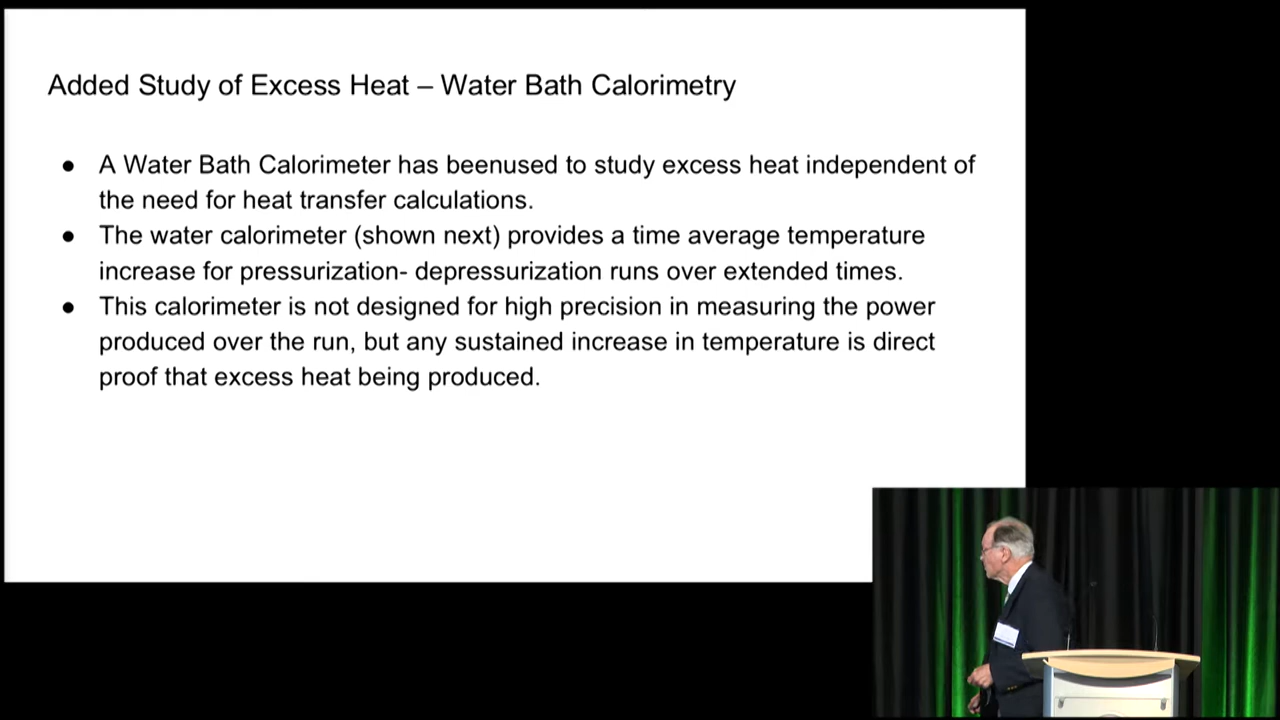 Added Study of Excess Heat – Water Bath Calorimetry
● A Water Bath Calorimeter has beenused to study excess heat independent of
the need for heat transfer calculations.
● The water calorimeter (shown next) provides a time average temperature
increase for pressurization- depressurization runs over extended times.
● This calorimeter is not designed for high precision in measuring the power
produced over the run, but any sustained increase in temperature is direct
proof that excess heat being produced.